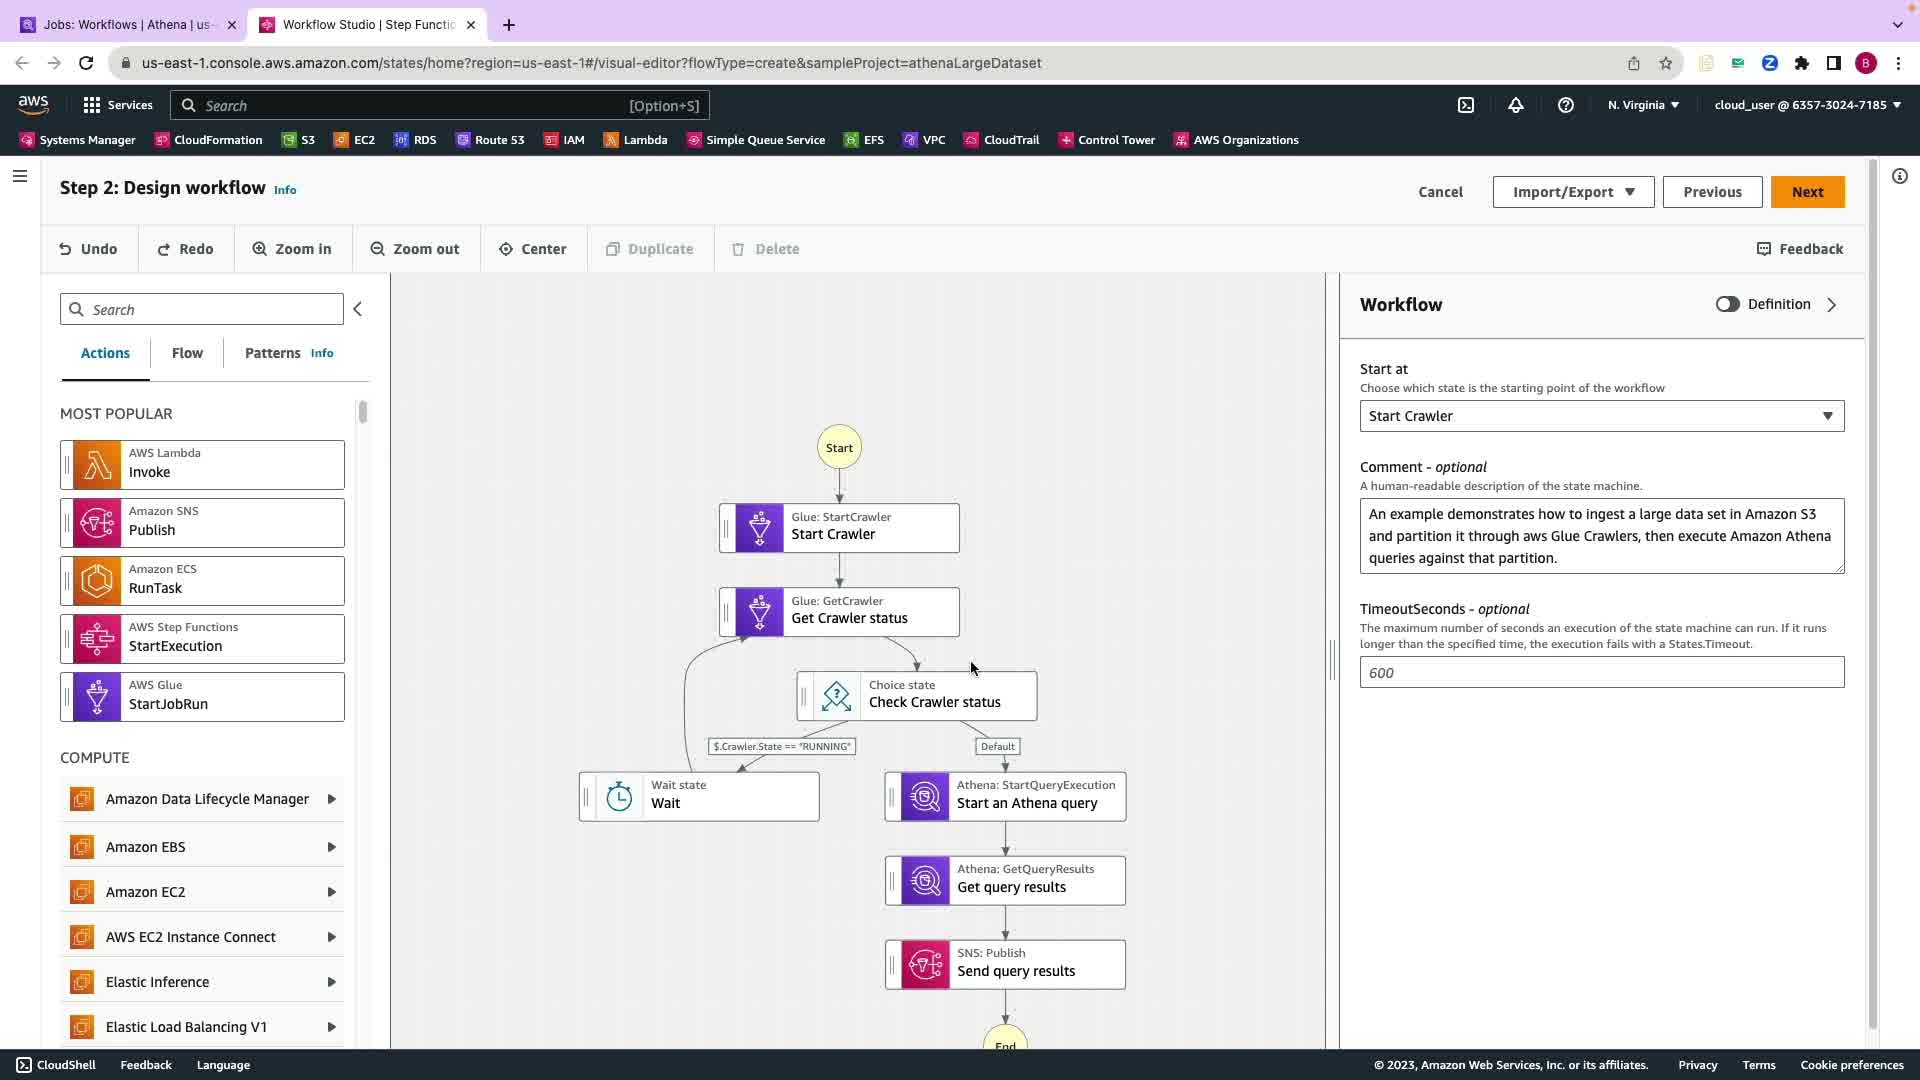 Jobs: Workflows | Athena | us-
Workflow Studio | Step Functio
us-east-1.console.aws.amazon.com/states/home?region=us-east-1#/visual-editor?flowType=create&sampleProject=athenaLargeDataset
B
aws
Services
Search
[Option+S]
N. Virginia
cloud_user @ 6357-3024-7185
Systems Manager
CloudFormation
S3
EC2
RDS
Route 53
IAM
Lambda
Simple Queue Service
EFS
VPC
CloudTrail
Control Tower
AWS Organizations
Step 2: Design workflow Info
Cancel
Import/Export
Previous
Next
Undo
Redo
Zoom in
Zoom out
Center
Duplicate
Delete
Feedback
Search
Actions
Flow
Patterns Info
MOST POPULAR
AWS Lambda
Invoke
Amazon SNS
Publish
Amazon ECS
RunTask
AWS Step Functions
StartExecution
AWS Glue
StartJobRun
COMPUTE
Amazon Data Lifecycle Manager
Amazon EBS
Amazon EC2
AWS EC2 Instance Connect
Elastic Inference
Elastic Load Balancing V1
Start
Glue: StartCrawler
Start Crawler
Glue: GetCrawler
Get Crawler status
Choice state
Check Crawler status
$.Crawler.State == "RUNNING"
Default
Wait state
Wait
Athena: StartQueryExecution
Start an Athena query
Athena: GetQueryResults
Get query results
SNS: Publish
Send query results
End
Workflow
Definition
Start at
Choose which state is the starting point of the workflow
Start Crawler
Comment - optional
A human-readable description of the state machine.
An example demonstrates how to ingest a large data set in Amazon S3
and partition it through aws Glue Crawlers, then execute Amazon Athena
queries against that partition.
TimeoutSeconds - optional
The maximum number of seconds an execution of the state machine can run. If it runs
longer than the specified time, the execution fails with a States.Timeout.
600
CloudShell
Feedback
Language
© 2023, Amazon Web Services, Inc. or its affiliates.
Privacy
Terms
Cookie preferences